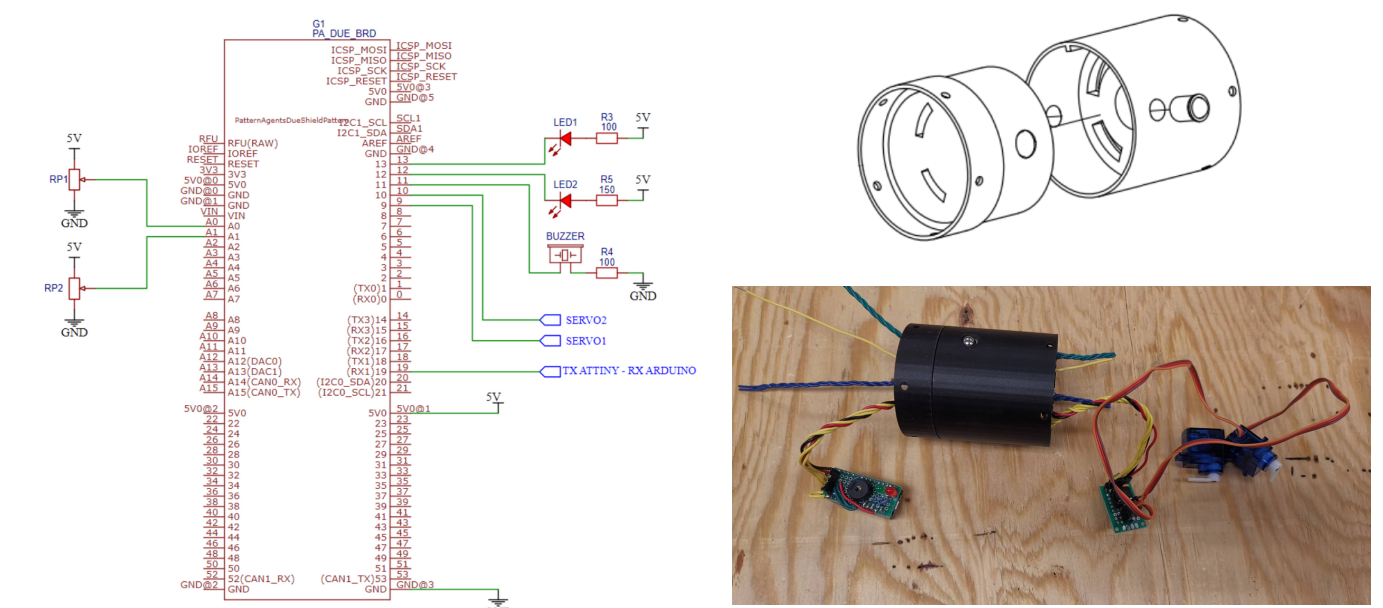 G1
PA_DUE_BRD
ICSP_MOSI ICSP_MOSI
ICSP_MISO ICSP_MISO
ICSP_SCK ICSP_SCK
ICSP_RESET ICSP_RESET
5V0 5V0@3
GND GND@5
PatternAgentsDueShieldPattern
I2C1_SCL SCL1
I2C1_SDA SDA1
AREF AREF
GND GND@4
RFU RFU(RAW)
IOREF IOREF
RESET RESET
3V3 3V3
5V0@0 5V0
GND@0 GND
GND@1 GND
VIN VIN
A0 A0
A1 A1
A2 A2
A3 A3
A4 A4
A5 A5
A6 A6
A7 A7
13 13
12 12
11 11
10 10
9 9
8 8
7 7
6 6
5 5
4 4
3 3
2 2
(TX0)1 1
(RX0)0 0
A8 A8
A9 A9
A10 A10
A11 A11
A12 A12(DAC0)
A13 A13(DAC1)
A14 A14(CAN0_RX)
A15 A15(CAN0_TX)
(TX3)14 14
(RX3)15 15
(TX2)16 16
(RX2)17 17
(TX1)18 18
(RX1)19 19
(I2C0_SDA)20 20
(I2C0_SCL)21 21
5V0@2 5V0 5V0 5V0@1
22 22 23 23
24 24 25 25
26 26 27 27
28 28 29 29
30 30 31 31
32 32 33 33
34 34 35 35
36 36 37 37
38 38 39 39
40 40 41 41
42 42 43 43
44 44 45 45
46 46 47 47
48 48 49 49
50 50 51 51
52 52(CAN1_RX) (CAN1_TX)53 53
GND@2 GND GND GND@3
5V
RP1
GND
5V
RP2
GND
LED1 R3 5V
100
LED2 R5 5V
150
BUZZER
R4
100
GND
SERVO2
SERVO1
TX ATTINY - RX ARDUINO
5V